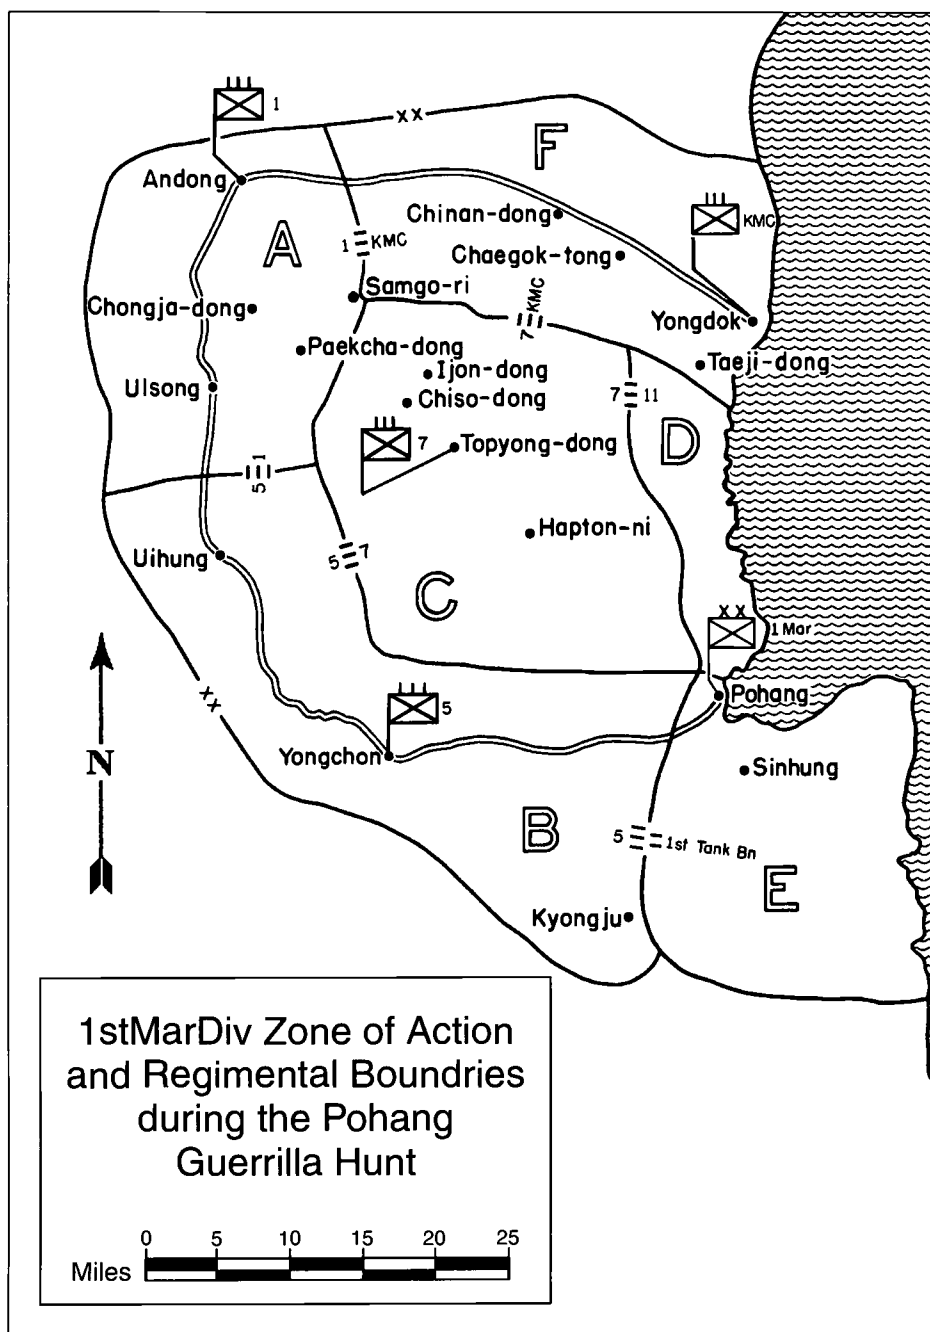 XX
1
F
Andong
Chinan-dong
KMC
A
1 KMC
Chaegok-tong
Samgo-ri
Chongja-dong
7 KMC
Yongdok
Paekcha-dong
Taeji-dong
Ijon-dong
Ulsong
7 11
Chiso-dong
D
7
Topyong-dong
5 1
Hapton-ni
Uihung
5 7
C
XX
1 Mar
XX
Pohang
5
N
Yongchon
Sinhung
B
5 1st Tank Bn
E
Kyongju
1stMarDiv Zone of Action
and Regimental Boundries
during the Pohang
Guerrilla Hunt
0 5 10 15 20 25
Miles